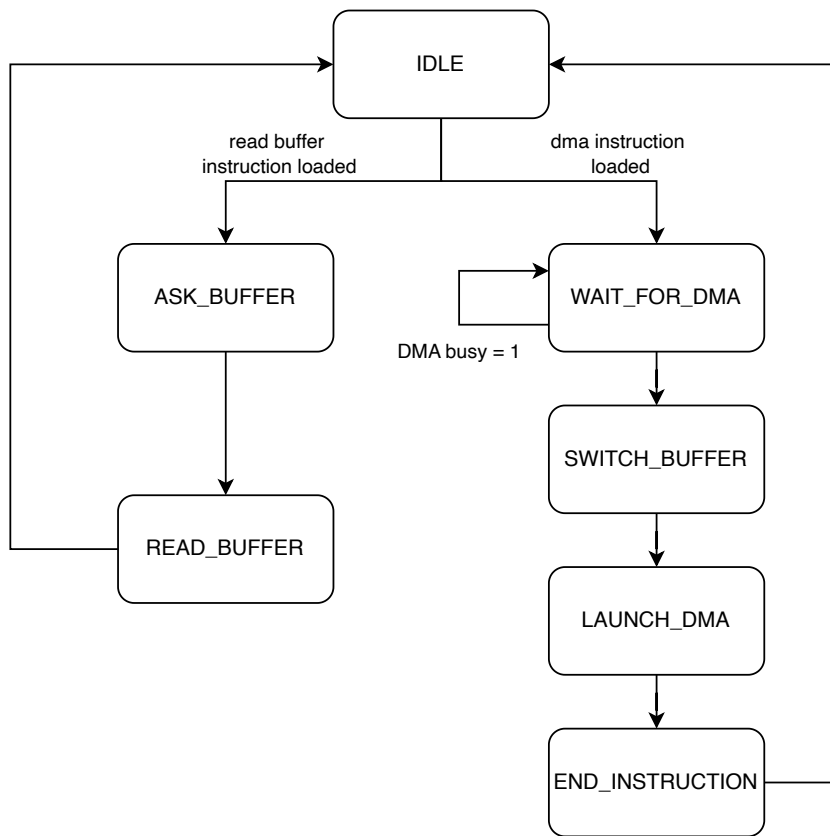 IDLE
read buffer
instruction loaded
dma instruction
loaded
ASK_BUFFER
WAIT_FOR_DMA
DMA busy = 1
SWITCH_BUFFER
READ_BUFFER
LAUNCH_DMA
END_INSTRUCTION